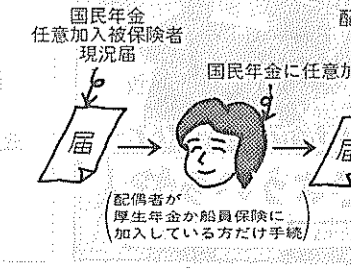 国民年金
任意加入被保険者
現況届
国民年金に任意加
届
届
配偶者が
厚生年金か船員保険に
加入している方だけ手続